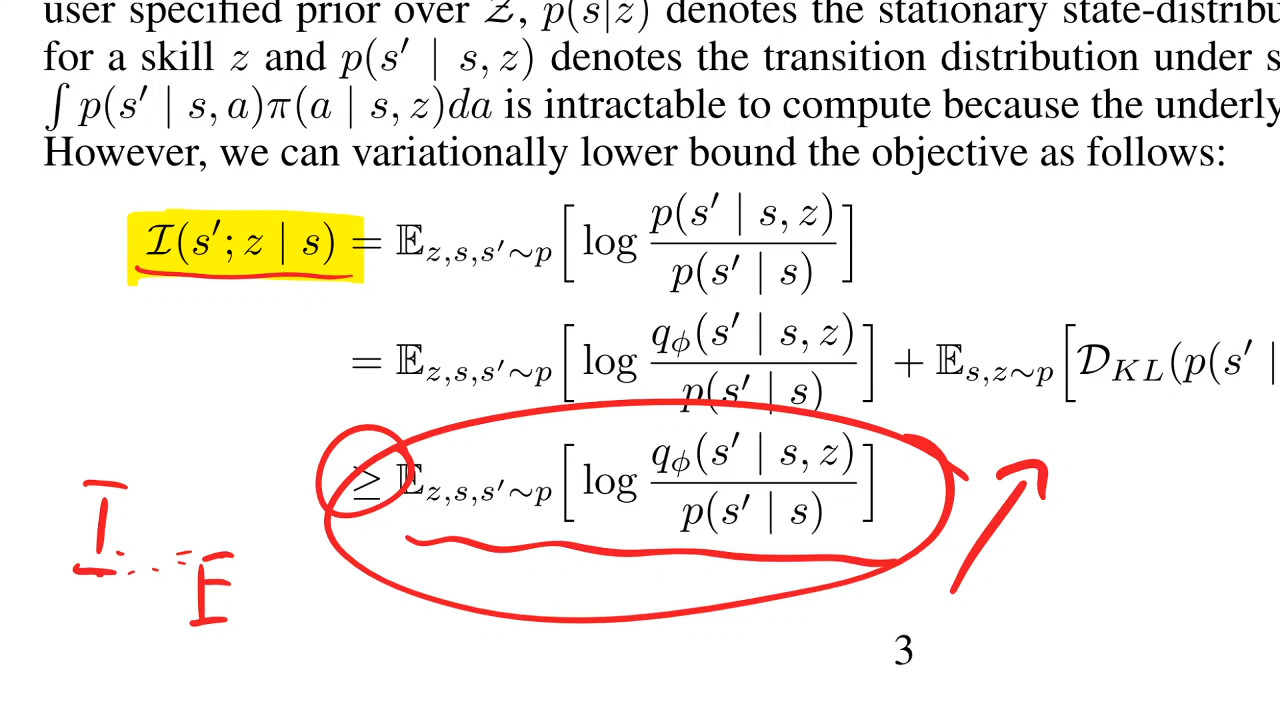 user specified prior over 𝒵, p(s|z) denotes the stationary state-distribu
for a skill z and p(s′ | s, z) denotes the transition distribution under s
∫ p(s′ | s, a)π(a | s, z)da is intractable to compute because the underly
However, we can variationally lower bound the objective as follows:
ℐ(s′; z | s) = 𝔼_{z,s,s′∼p}[log p(s′ | s, z) / p(s′ | s)]
= 𝔼_{z,s,s′∼p}[log q_ϕ(s′ | s, z) / p(s′ | s)] + 𝔼_{s,z∼p}[𝒟_{KL}(p(s′ |
≥ 𝔼_{z,s,s′∼p}[log q_ϕ(s′ | s, z) / p(s′ | s)]
I
E
3